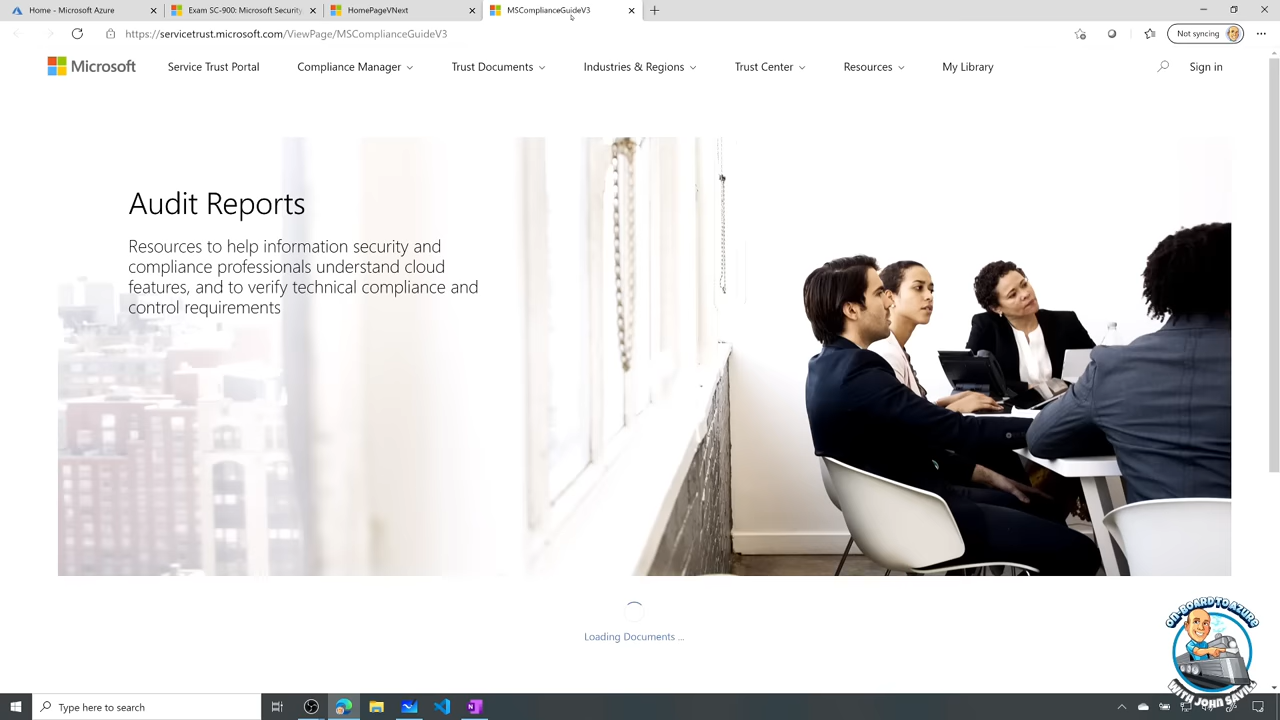 Home - Microsoft Azure
Exam SC-900: Microsoft Security
HomePageVNext
MSComplianceGuideV3
https://servicetrust.microsoft.com/ViewPage/MSComplianceGuideV3
Not syncing
Microsoft
Service Trust Portal
Compliance Manager
Trust Documents
Industries & Regions
Trust Center
Resources
My Library
Sign in
Audit Reports
Resources to help information security and
compliance professionals understand cloud
features, and to verify technical compliance and
control requirements
Loading Documents ...
ON-BOARD TO AZURE
WITH JOHN SAVILL
Type here to search